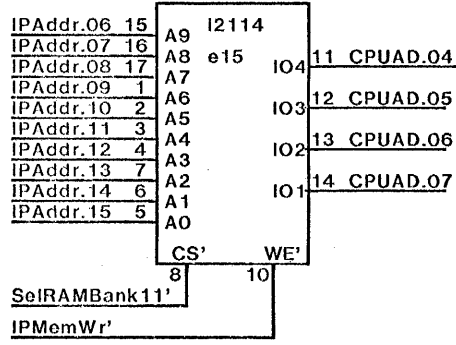 IPAddr.06 15 A9 I2114
IPAddr.07 16 A8 e15 IO4 11 CPUAD.04
IPAddr.08 17 A7
IPAddr.09 1 A6 IO3 12 CPUAD.05
IPAddr.10 2 A5
IPAddr.11 3 A4 IO2 13 CPUAD.06
IPAddr.12 4 A3
IPAddr.13 7 A2 IO1 14 CPUAD.07
IPAddr.14 6 A1
IPAddr.15 5 A0
CS' WE'
8 10
SelRAMBank11'
IPMemWr'